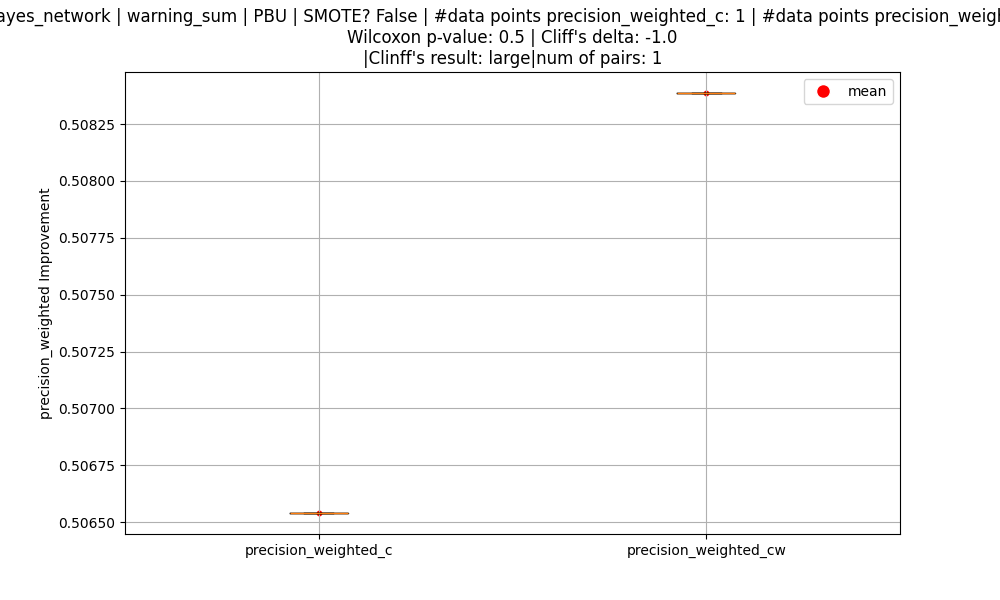 ayes_network | warning_sum | PBU | SMOTE? False | #data points precision_weighted_c: 1 | #data points precision_weigh
Wilcoxon p-value: 0.5 | Cliff's delta: -1.0
|Clinff's result: large|num of pairs: 1
mean
precision_weighted Improvement
0.50825
0.50800
0.50775
0.50750
0.50725
0.50700
0.50675
0.50650
precision_weighted_c
precision_weighted_cw